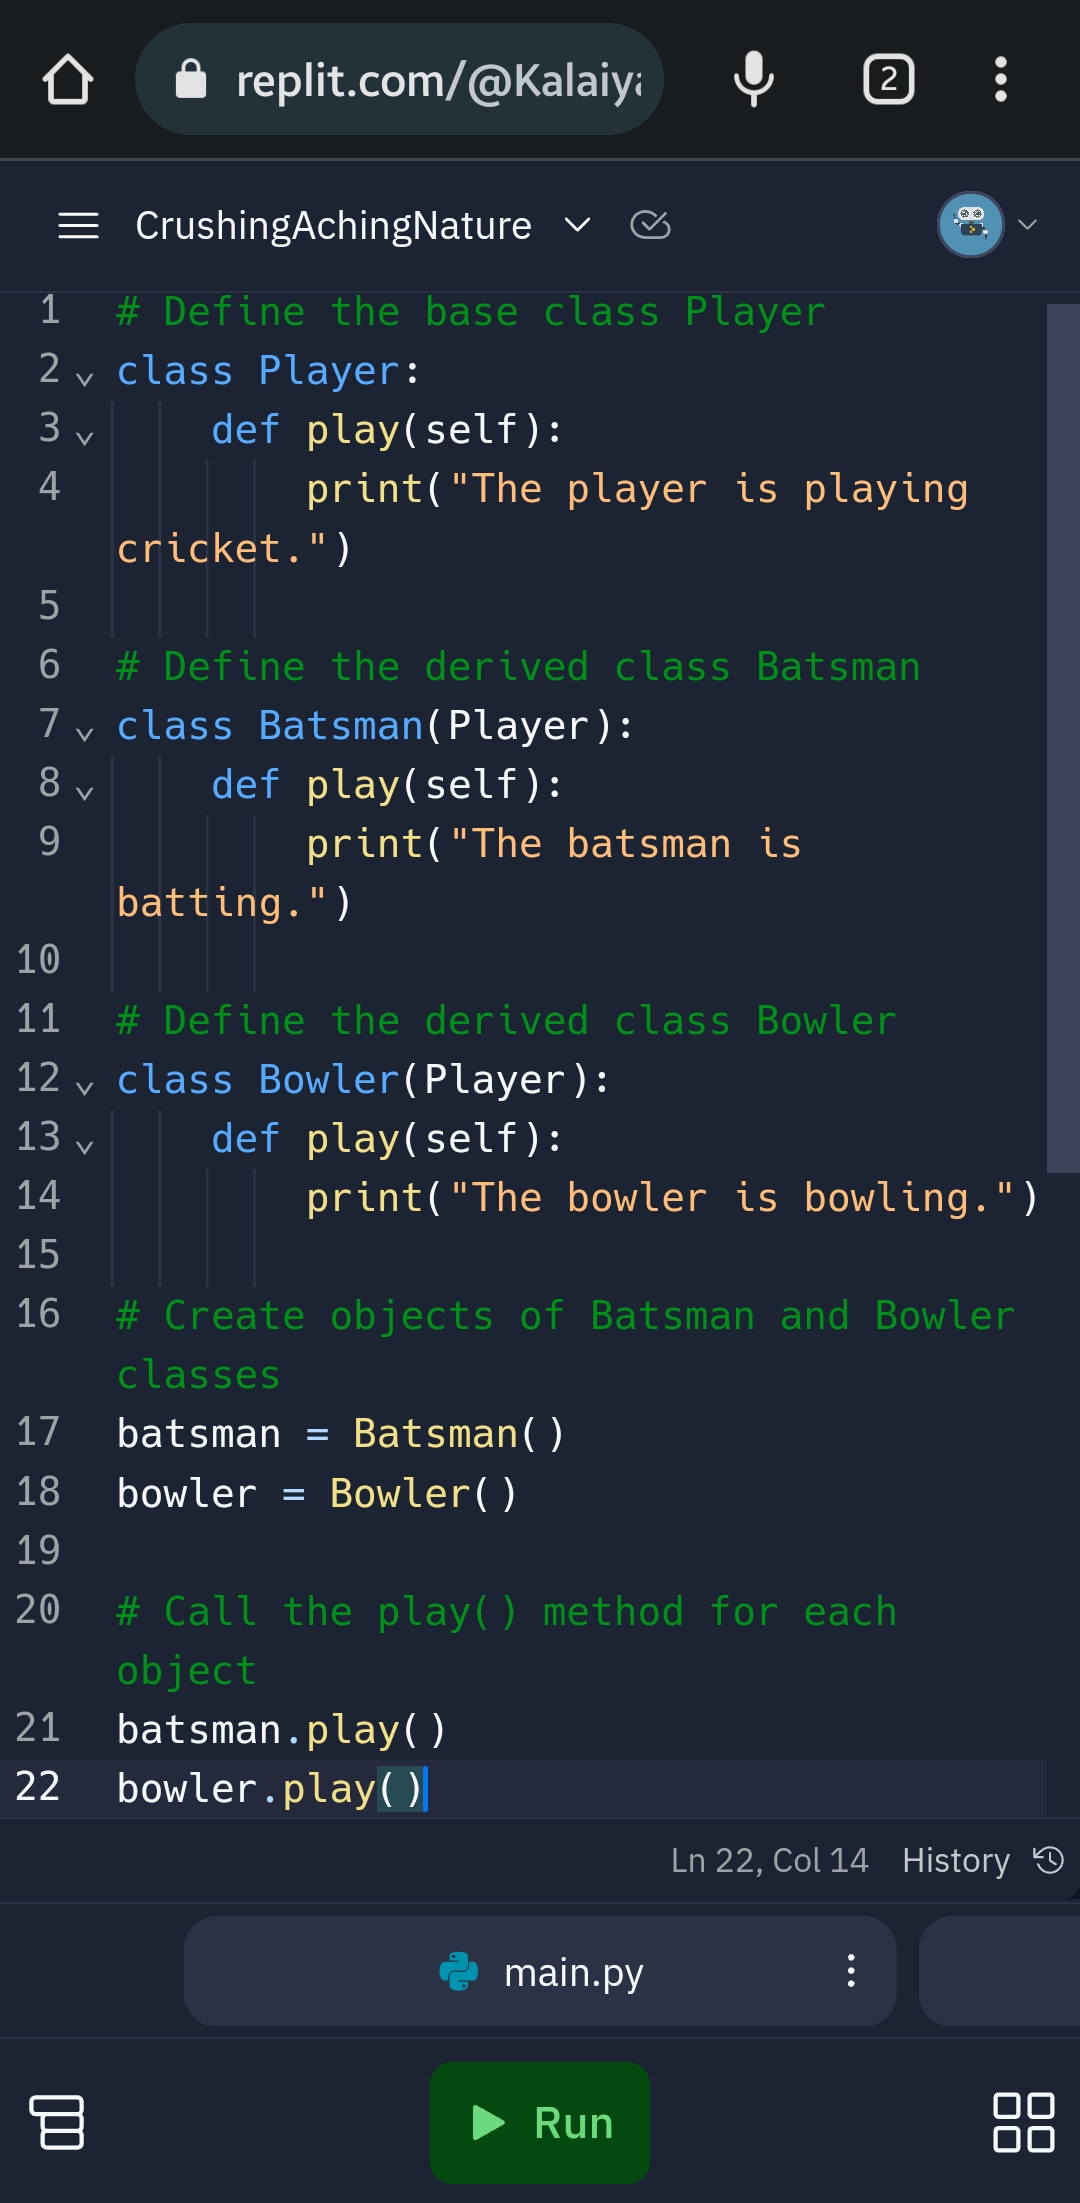 replit.com/@Kalaiya
2
CrushingAchingNature
1 # Define the base class Player
2 class Player:
3     def play(self):
4         print("The player is playing
cricket.")
5
6 # Define the derived class Batsman
7 class Batsman(Player):
8     def play(self):
9         print("The batsman is
batting.")
10
11 # Define the derived class Bowler
12 class Bowler(Player):
13     def play(self):
14         print("The bowler is bowling.")
15
16 # Create objects of Batsman and Bowler
classes
17 batsman = Batsman()
18 bowler = Bowler()
19
20 # Call the play() method for each
object
21 batsman.play()
22 bowler.play()
Ln 22, Col 14 History
main.py
Run